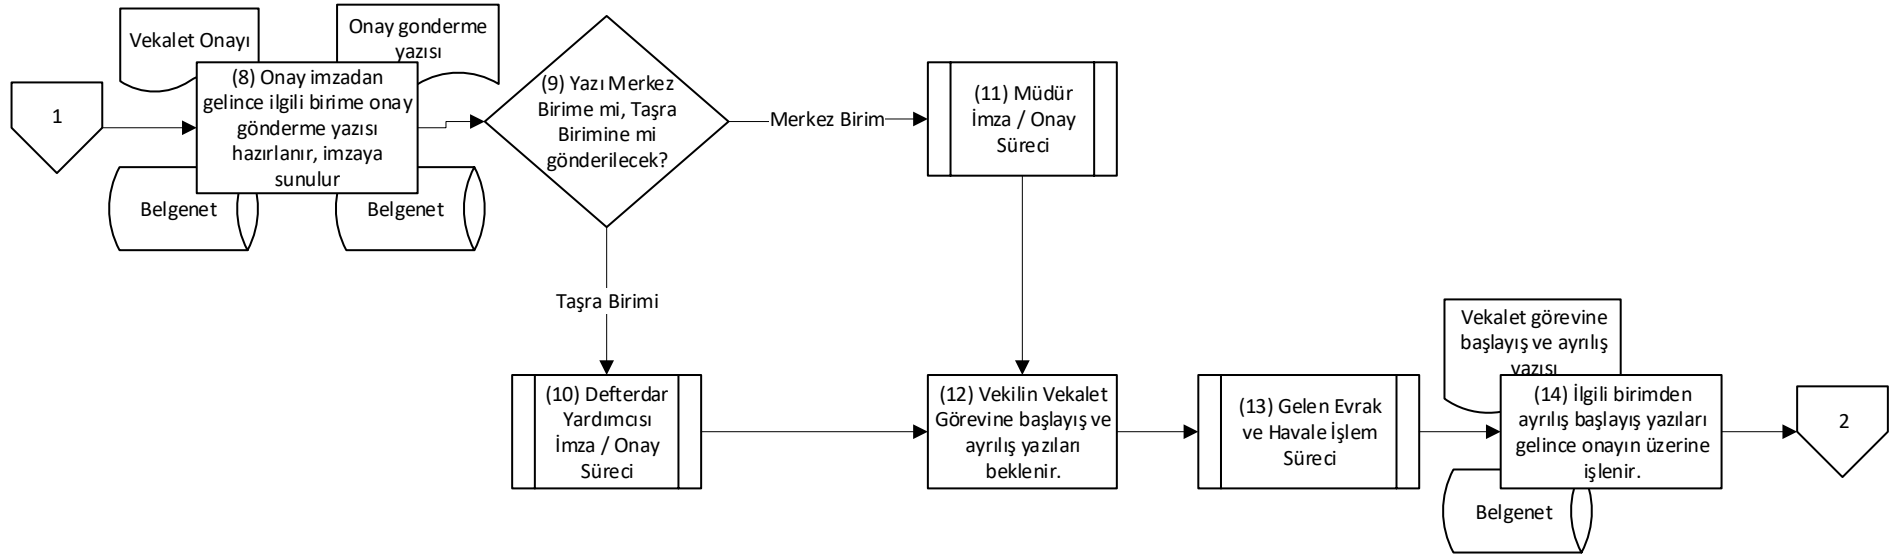 1
Vekalet Onayı
Onay gonderme
yazısı
(8) Onay imzadan
gelince ilgili birime onay
gönderme yazısı
hazırlanır, imzaya
sunulur
Belgenet
Belgenet
(9) Yazı Merkez
Birime mi, Taşra
Birimine mi
gönderilecek?
Merkez Birim
(11) Müdür
İmza / Onay
Süreci
Taşra Birimi
(10) Defterdar
Yardımcısı
İmza / Onay
Süreci
(12) Vekilin Vekalet
Görevine başlayış ve
ayrılış yazıları
beklenir.
(13) Gelen Evrak
ve Havale İşlem
Süreci
Vekalet görevine
başlayış ve ayrılış
yazısı
(14) İlgili birimden
ayrılış başlayış yazıları
gelince onayın üzerine
işlenir.
Belgenet
2